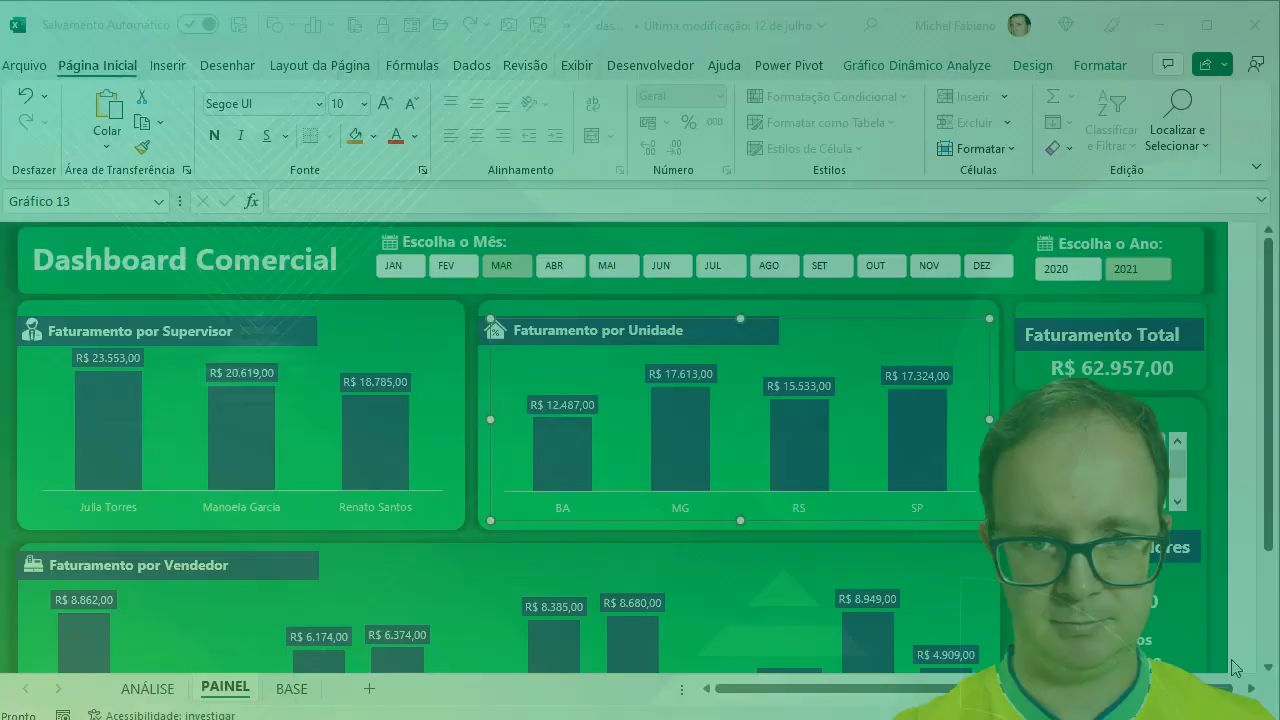 Salvamento Automático
das... • Última modificação: 12 de julho
Michel Fabiano
Arquivo Página Inicial Inserir Desenhar Layout da Página Fórmulas Dados Revisão Exibir Desenvolvedor Ajuda Power Pivot Gráfico Dinâmico Analyze Design Formatar
Segoe UI 10
Geral
Formatação Condicional
Inserir
Colar
% 000
Formatar como Tabela
Excluir
Classificar e Filtrar
Localizar e Selecionar
N I S
Estilos de Célula
Formatar
Desfazer Área de Transferência Fonte Alinhamento Número Estilos Células Edição
Gráfico 13
fx
Dashboard Comercial
Escolha o Mês:
JAN FEV MAR ABR MAI JUN JUL AGO SET OUT NOV DEZ
Escolha o Ano:
2020 2021
Faturamento por Supervisor
R$ 23.553,00
R$ 20.619,00
R$ 18.785,00
Julia Torres Manoela Garcia Renato Santos
Faturamento por Unidade
R$ 12.487,00
R$ 17.613,00
R$ 15.533,00
R$ 17.324,00
BA MG RS SP
Faturamento Total
R$ 62.957,00
Faturamento por Vendedor
R$ 8.862,00
R$ 6.174,00
R$ 6.374,00
R$ 8.385,00
R$ 8.680,00
R$ 8.949,00
R$ 4.909,00
ANÁLISE PAINEL BASE
Pronto Acessibilidade: investigar